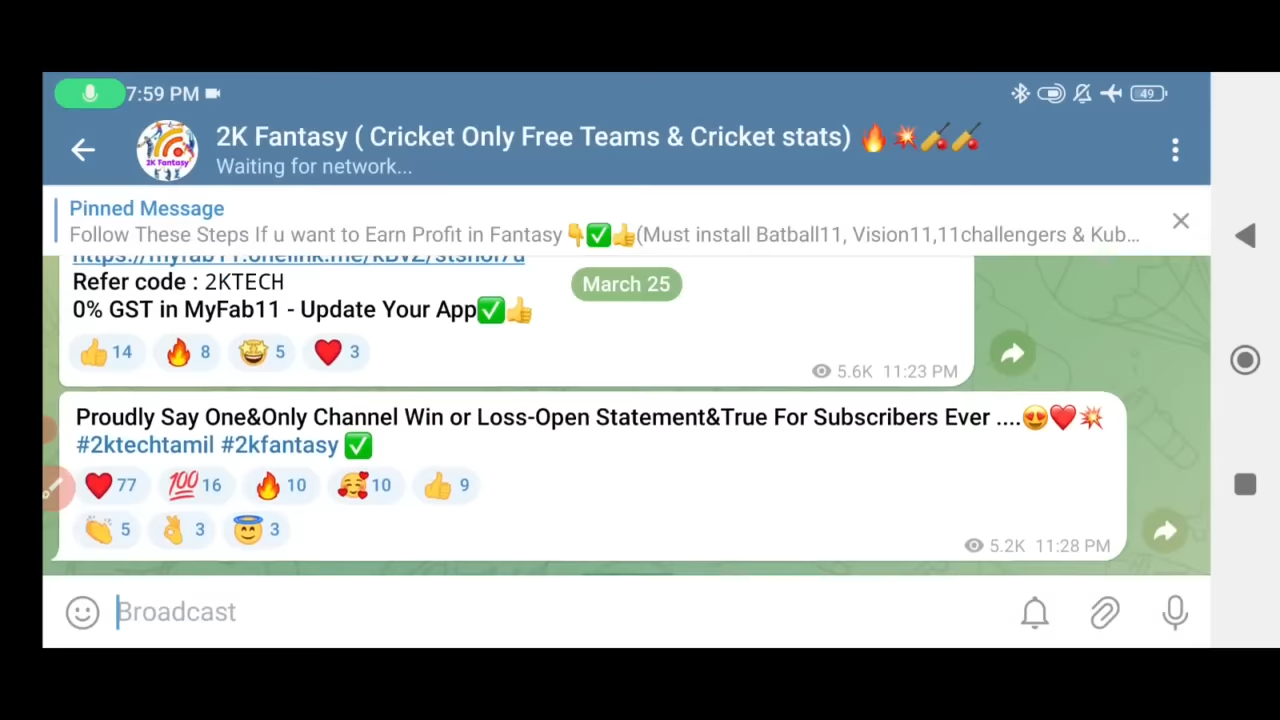 7:59 PM
49
2K Fantasy ( Cricket Only Free Teams & Cricket stats) 🔥💥🏏🏏
Waiting for network...
2K Fantasy
Pinned Message
Follow These Steps If u want to Earn Profit in Fantasy 👇✅👍(Must install Batball11, Vision11,11challengers & Kub...
March 25
Refer code : 2KTECH
0% GST in MyFab11 - Update Your App✅👍
👍 14 🔥 8 🤩 5 ❤️ 3
5.6K 11:23 PM
Proudly Say One&Only Channel Win or Loss-Open Statement&True For Subscribers Ever ....😍❤️💥
#2ktechtamil #2kfantasy ✅
❤️ 77 💯 16 🔥 10 🥰 10 👍 9
👏 5 👌 3 😇 3
5.2K 11:28 PM
Broadcast